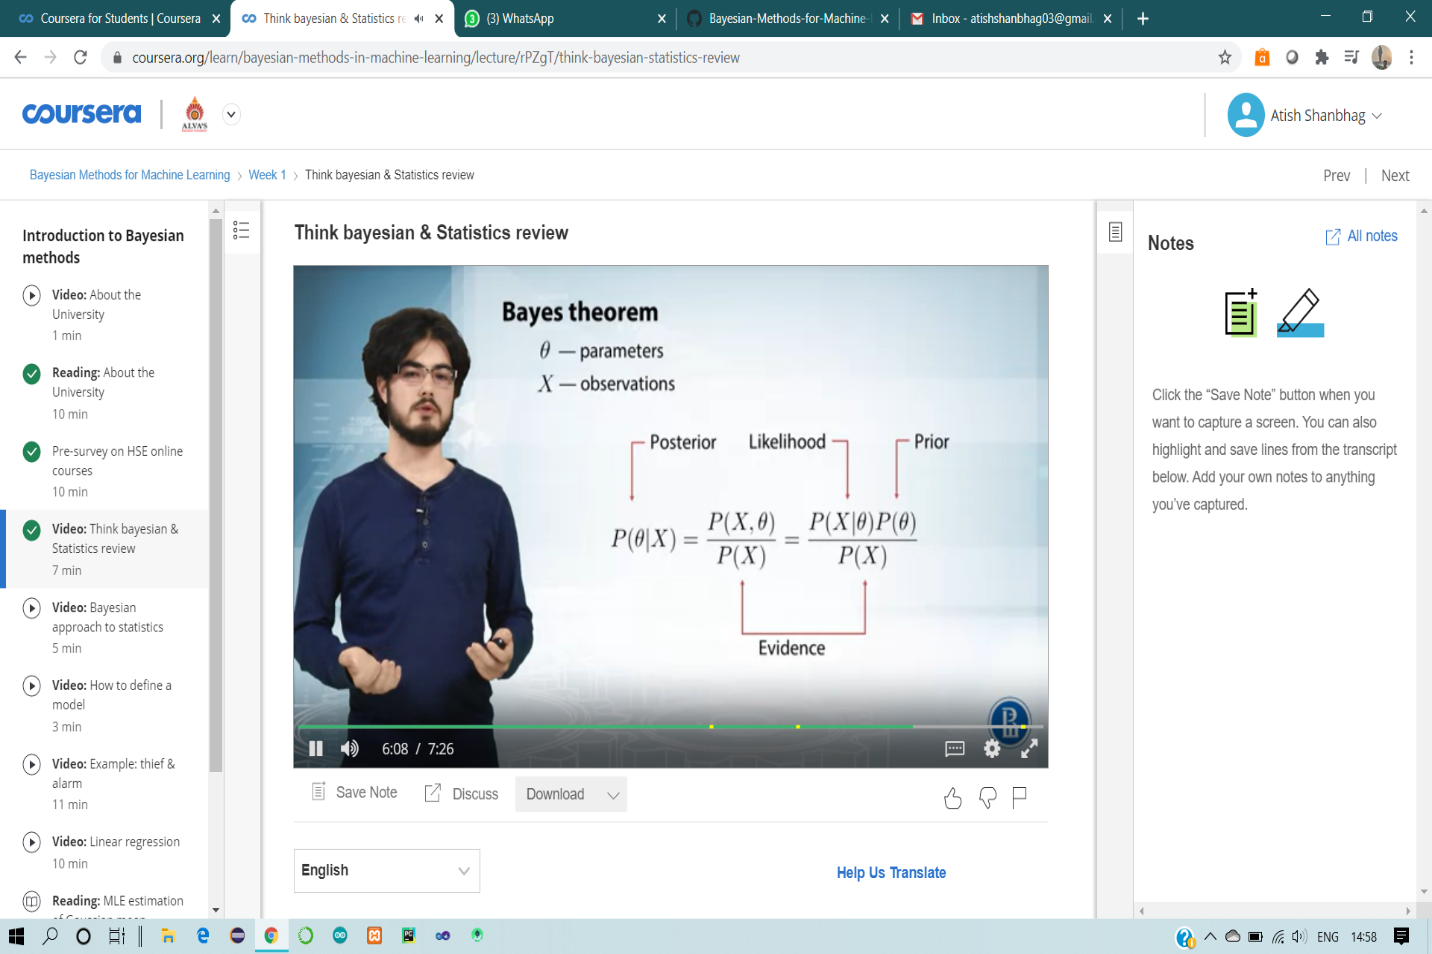 Coursera for Students | Coursera
Think bayesian & Statistics re
(3) WhatsApp
Bayesian-Methods-for-Machine-
Inbox - atishshanbhag03@gmail
coursera.org/learn/bayesian-methods-in-machine-learning/lecture/rPZgT/think-bayesian-statistics-review
coursera
ALVA'S
Atish Shanbhag
Bayesian Methods for Machine Learning > Week 1 > Think bayesian & Statistics review
Prev | Next
Introduction to Bayesian
methods
Video: About the
University
1 min
Reading: About the
University
10 min
Pre-survey on HSE online
courses
10 min
Video: Think bayesian &
Statistics review
7 min
Video: Bayesian
approach to statistics
5 min
Video: How to define a
model
3 min
Video: Example: thief &
alarm
11 min
Video: Linear regression
10 min
Reading: MLE estimation
of Gaussian mean
Think bayesian & Statistics review
Bayes theorem
θ — parameters
X — observations
Posterior Likelihood Prior
P(θ|X) = P(X, θ) / P(X) = P(X|θ)P(θ) / P(X)
Evidence
6:08 / 7:26
Save Note
Discuss
Download
English
Help Us Translate
Notes
All notes
Click the “Save Note” button when you
want to capture a screen. You can also
highlight and save lines from the transcript
below. Add your own notes to anything
you’ve captured.
ENG 14:58